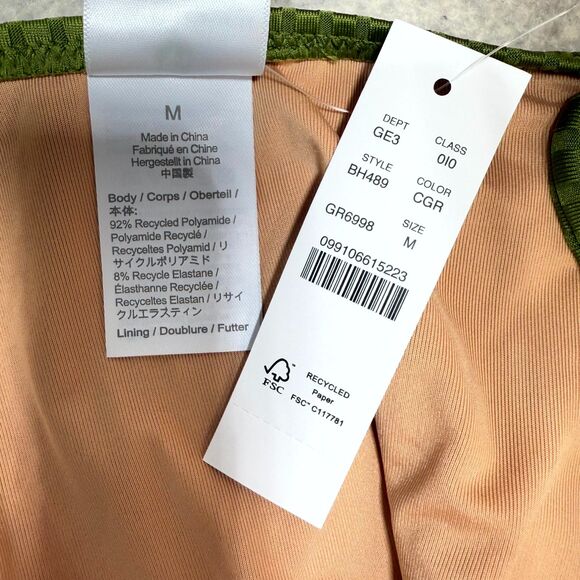 M
Made in China
Fabriqué en Chine
Hergestellt in China
中国製
Body / Corps / Oberteil /
本体:
92% Recycled Polyamide /
Polyamide Recyclé /
Recyceltes Polyamid / リ
サイクルポリアミド
8% Recycle Elastane /
Élasthanne Recyclée /
Recyceltes Elastan / リサイ
クルエラスティン
Lining / Doublure / Futter
DEPT CLASS
GE3 0I0
STYLE COLOR
BH489 CGR
SIZE
GR6998 M
099106615223
FSC
RECYCLED
Paper
FSC™ C117781